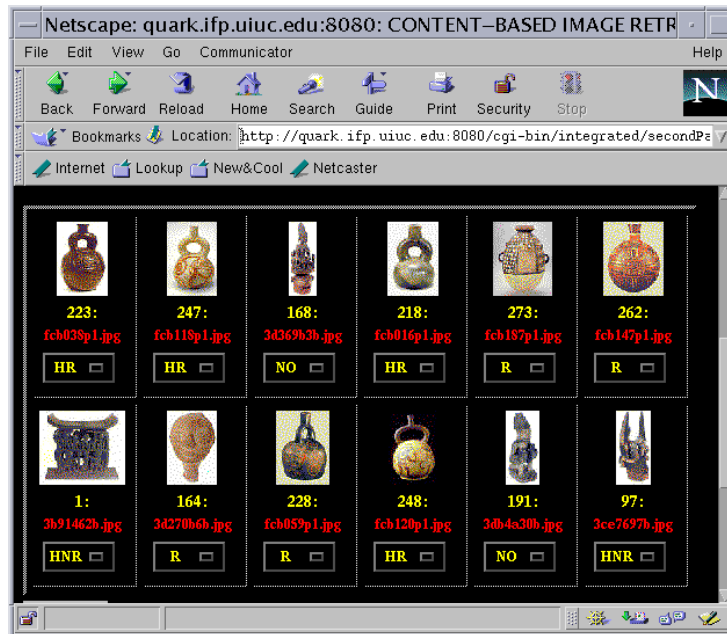 Netscape: quark.ifp.uiuc.edu:8080: CONTENT-BASED IMAGE RETR
File Edit View Go Communicator Help
Back Forward Reload Home Search Guide Print Security Stop
N
Bookmarks Location: http://quark.ifp.uiuc.edu:8080/cgi-bin/integrated/secondPa
Internet Lookup New&Cool Netcaster
223: 247: 168: 218: 273: 262:
fcb038p1.jpg fcb118p1.jpg 3d369b3b.jpg fcb016p1.jpg fcb187p1.jpg fcb147p1.jpg
HR HR NO HR R R
1: 164: 228: 248: 191: 97:
3b91462b.jpg 3d270b6b.jpg fcb059p1.jpg fcb120p1.jpg 3db4a30b.jpg 3ce7697b.jpg
HNR R R HR NO HNR